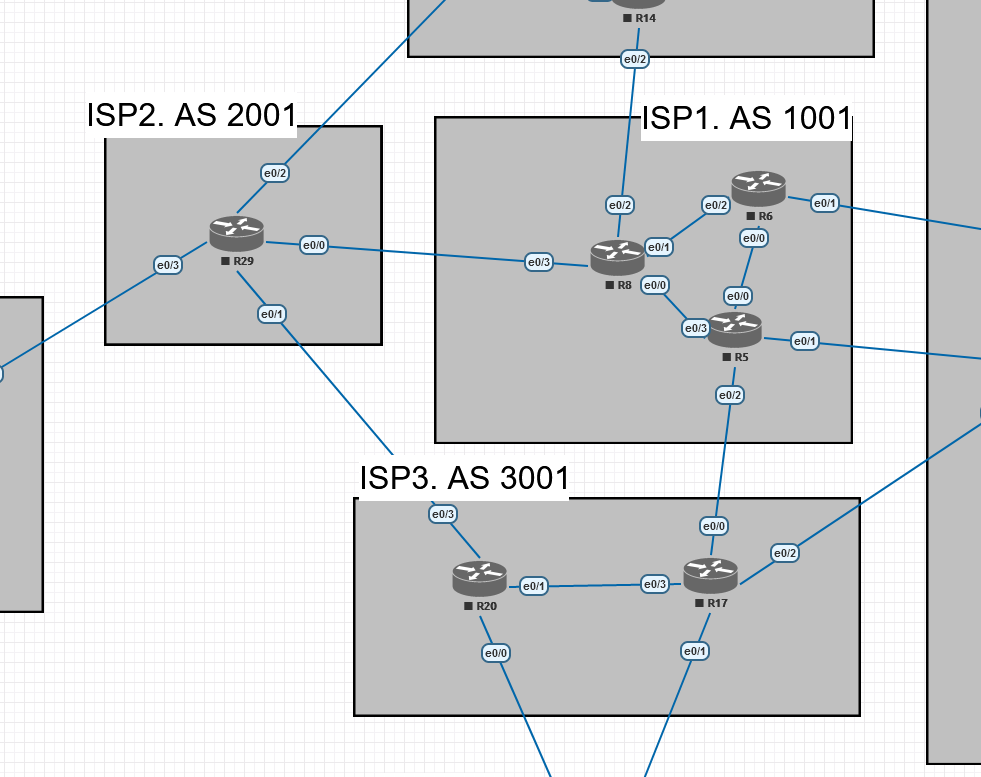 R14
e0/2
ISP2. AS 2001
ISP1. AS 1001
e0/2
e0/2
e0/2
e0/1
R6
e0/0
e0/3
R29
e0/0
e0/3
e0/1
R8
e0/0
e0/0
e0/1
e0/3
R5
e0/1
e0/2
ISP3. AS 3001
e0/3
e0/0
e0/2
e0/1
e0/3
R20
R17
e0/0
e0/1